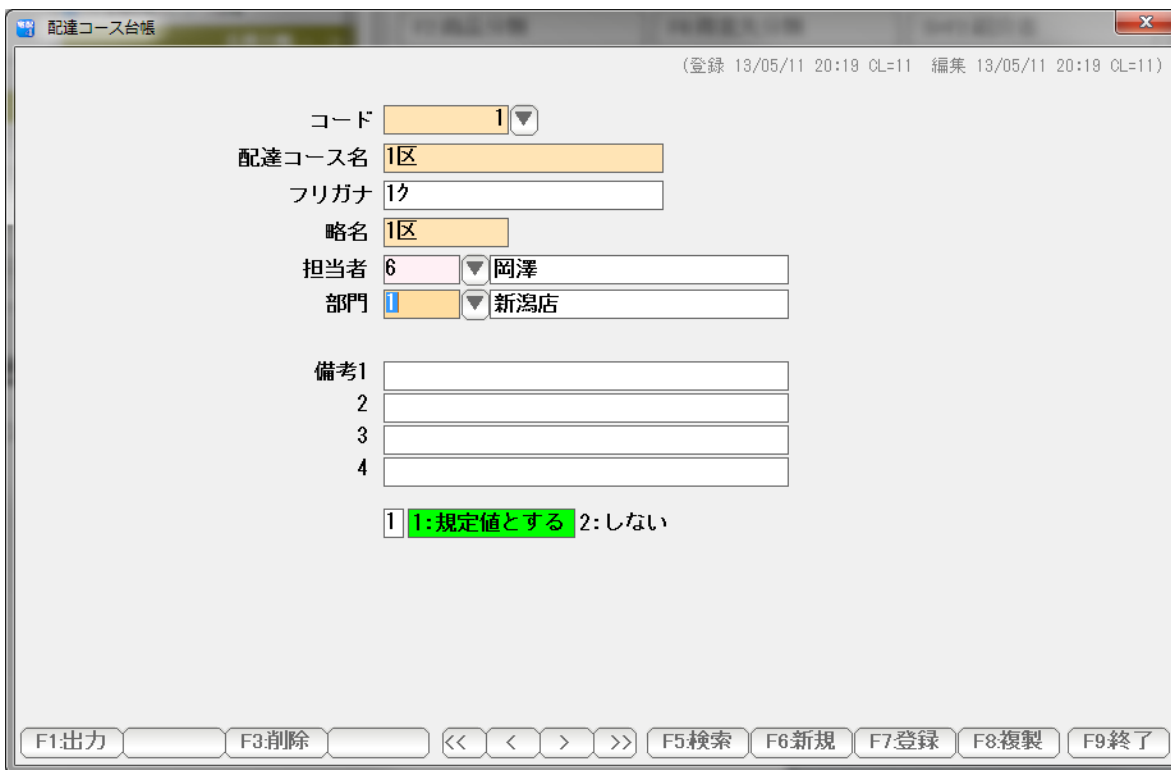 配達コース台帳
(登録 13/05/11 20:19 CL=11 編集 13/05/11 20:19 CL=11)
コード 1
配達コース名 1区
フリガナ 1ク
略名 1区
担当者 6 岡澤
部門 1 新潟店
備考1
2
3
4
1 1:規定値とする 2:しない
F1:出力 F3:削除 << < > >> F5:検索 F6:新規 F7:登録 F8:複製 F9:終了